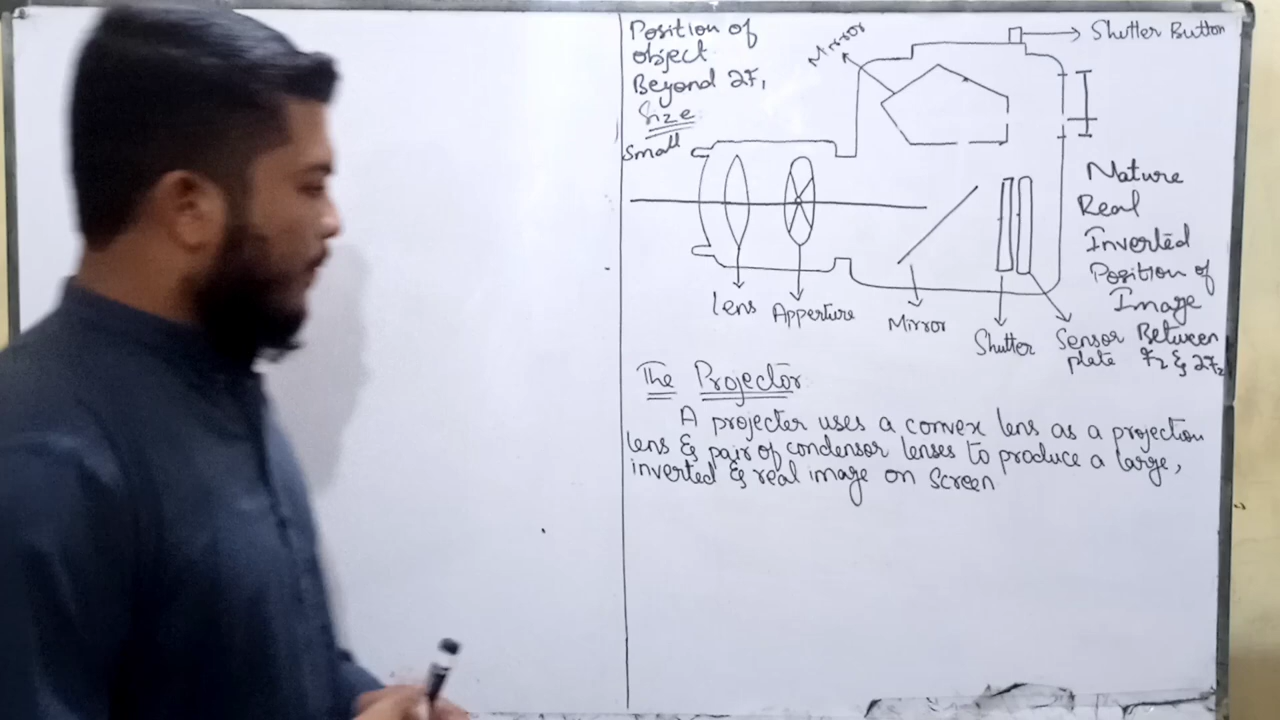 Position of
object
Beyond 2F1
Size
Small
Mirror
Shutter Button
Nature
Real
Inverted
Position of
Image
Between
F2 & 2F2
Lens
Apperture
Mirror
Shutter
Sensor
plate
The Projector
A projecter uses a convex lens as a projection
lens & pair of condensor lenses to produce a large,
inverted & real image on screen